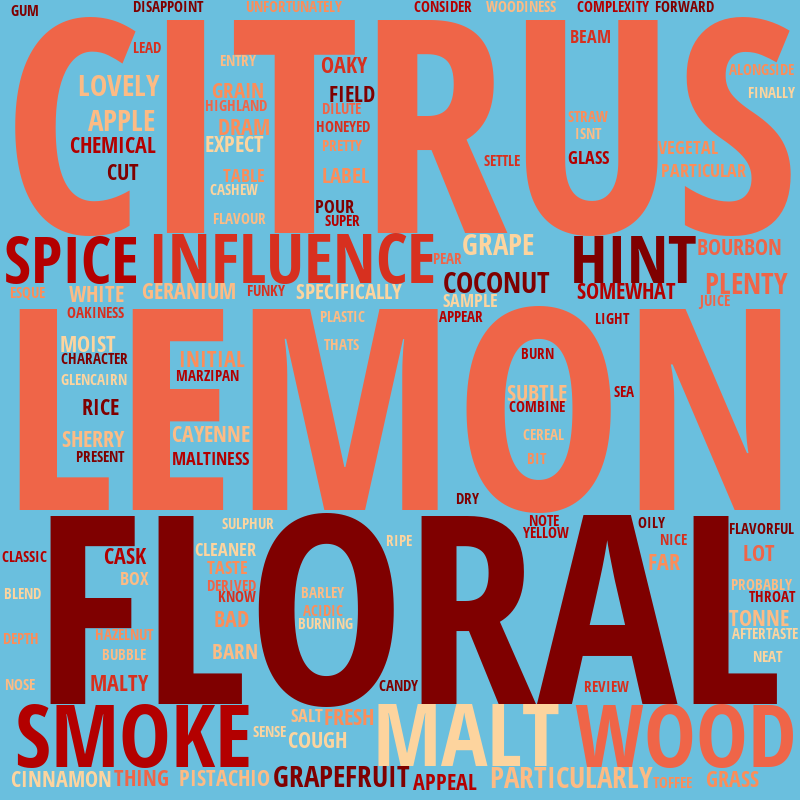 GUM DISAPPOINT UNFORTUNATELY CONSIDER WOODINESS COMPLEXITY FORWARD
CITRUS
LEAD ENTRY OAKY BEAM ALONGSIDE
LOVELY GRAIN FIELD FINALLY
HIGHLAND DILUTE
APPLE DRAM HONEYED STRAW
CHEMICAL EXPECT PRETTY ISNT VEGETAL
CUT TABLE LABEL SETTLE GLASS PARTICULAR
CASHEW
FLAVOUR POUR
SUPER
SPICE INFLUENCE PEAR GRAPE HINT BOURBON
ESQUE WHITE GERANIUM FUNKY SPECIFICALLY COCONUT SOMEWHAT PLENTY
SAMPLE JUICE
LEMON
OAKINESS PLASTIC APPEAR LIGHT
MOIST THATS
CHARACTER INITIAL BURN
GLENCAIRN MARZIPAN
RICE SUBTLE SEA
COMBINE
SHERRY CAYENNE CEREAL
PRESENT MALTINESS BIT
DRY
FLORAL
SULPHUR NOTE OILY
YELLOW FLAVORFUL
CLASSIC CASK CLEANER RIPE NICE
TASTE FAR LOT
BOX DERIVED PROBABLY
BLEND KNOW BARLEY THROAT
ACIDIC
BAD BURNING TONNE
DEPTH HAZELNUT AFTERTASTE
BUBBLE BARN NEAT
NOSE MALTY CANDY REVIEW
SMOKE SALT FRESH MALT WOOD
SENSE COUGH
CINNAMON THING PISTACHIO GRAPEFRUIT APPEAL PARTICULARLY TOFFEE GRASS